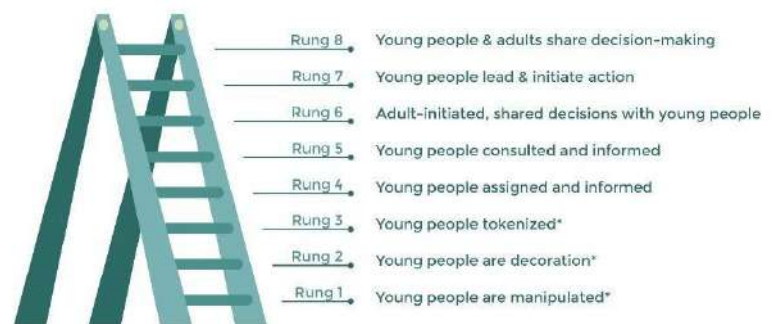 Rung 8 Young people & adults share decision-making
Rung 7 Young people lead & initiate action
Rung 6 Adult-initiated, shared decisions with young people
Rung 5 Young people consulted and informed
Rung 4 Young people assigned and informed
Rung 3 Young people tokenized*
Rung 2 Young people are decoration*
Rung 1 Young people are manipulated*